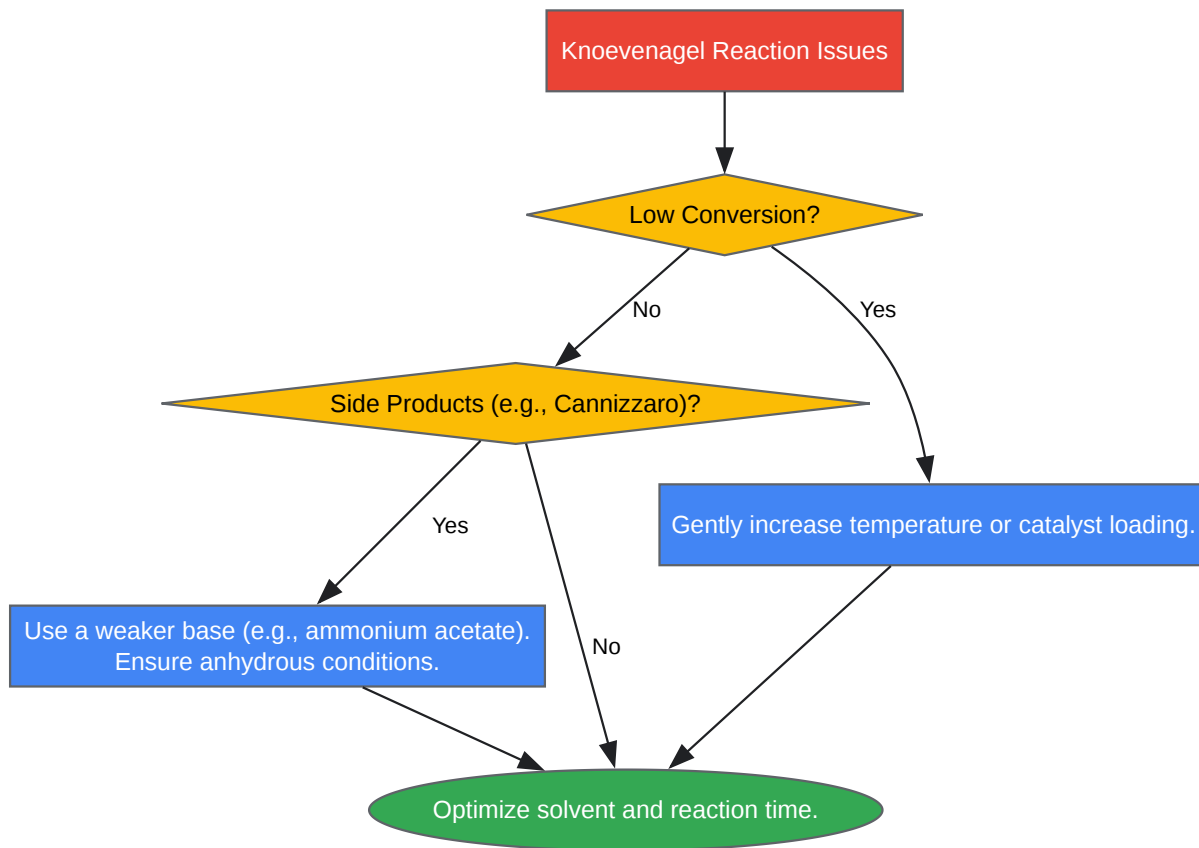 Knoevenagel Reaction Issues
Low Conversion?
No
Yes
Side Products (e.g., Cannizzaro)?
Gently increase temperature or catalyst loading.
Yes
Use a weaker base (e.g., ammonium acetate).
Ensure anhydrous conditions.
No
Optimize solvent and reaction time.